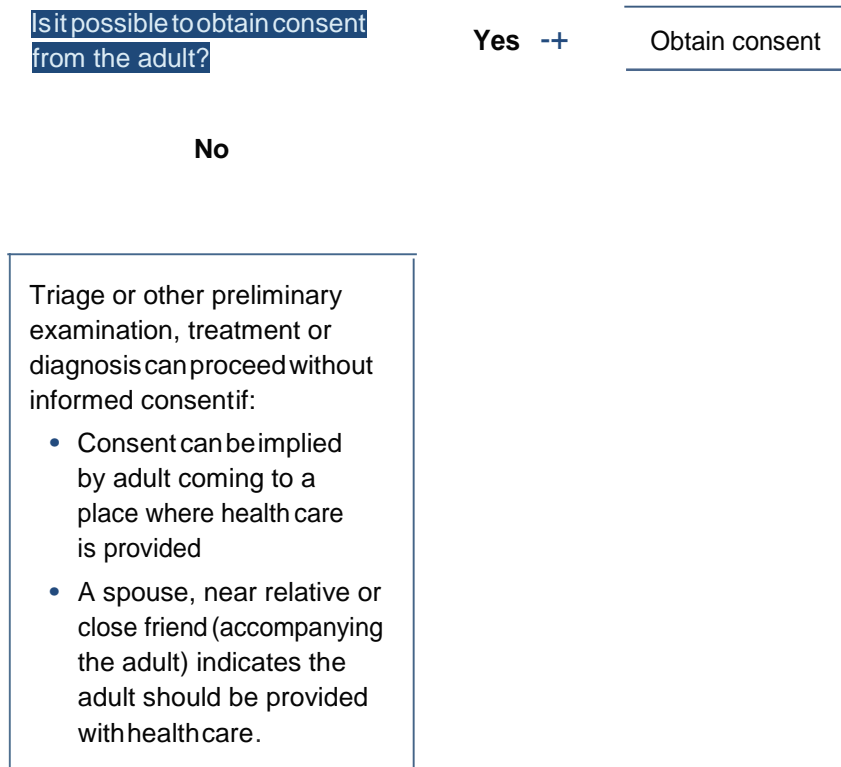 Is it possible to obtain consent
from the adult?
Yes -+ Obtain consent
No
Triage or other preliminary
examination, treatment or
diagnosis can proceed without
informed consent if:
• Consent can be implied
by adult coming to a
place where health care
is provided
• A spouse, near relative or
close friend (accompanying
the adult) indicates the
adult should be provided
with health care.